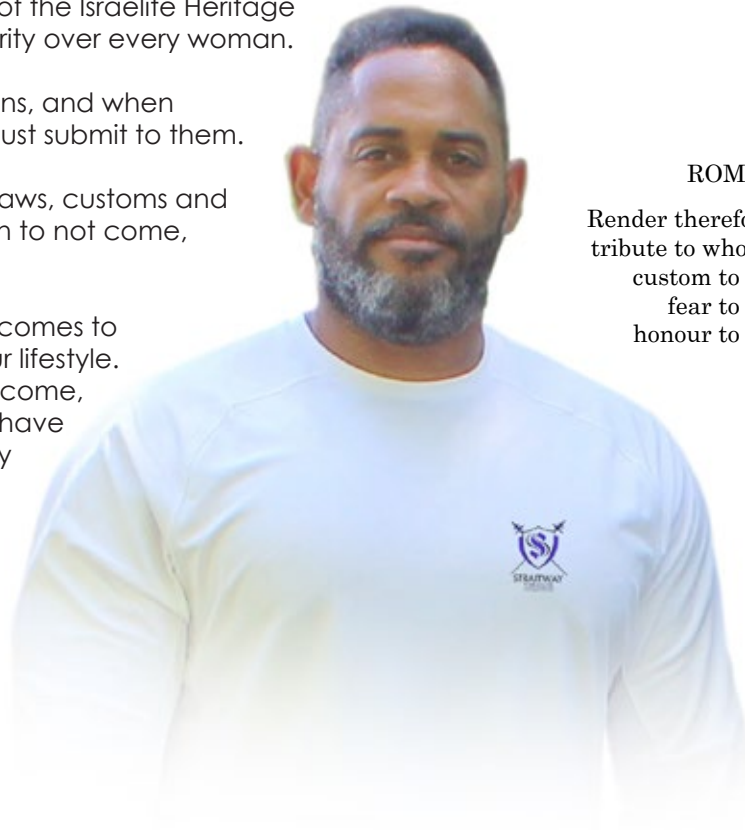 of the Israelite Heritage
rity over every woman.
ns, and when
ust submit to them.
aws, customs and
n to not come,
comes to
ur lifestyle.
come,
have
y
ROM
Render therefo
tribute to who
custom to
fear to
honour to
S
STRAITWAY